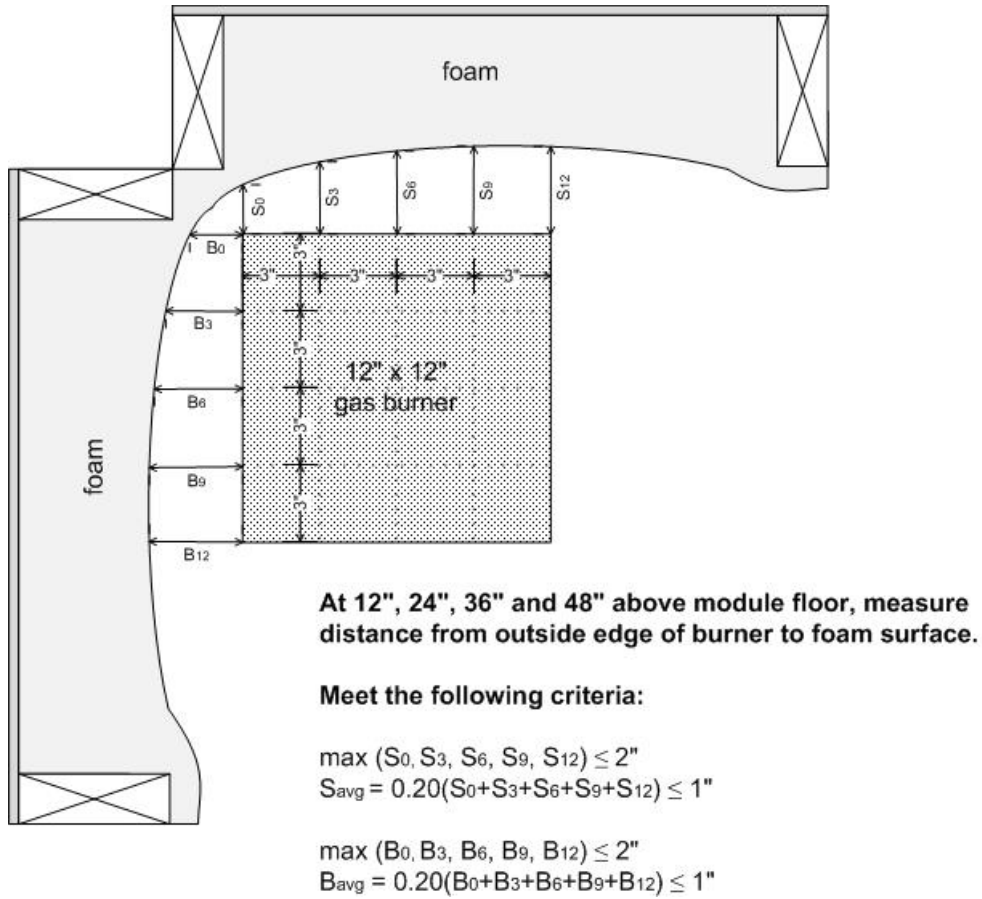 foam
S0
S3
S6
S9
S12
B0
3"
3" 3" 3" 3"
B3
3"
12" x 12"
gas burner
B6
3"
foam
B9
3"
B12
At 12", 24", 36" and 48" above module floor, measure
distance from outside edge of burner to foam surface.
Meet the following criteria:
max (S0, S3, S6, S9, S12) ≤ 2"
Savg = 0.20(S0+S3+S6+S9+S12) ≤ 1"
max (B0, B3, B6, B9, B12) ≤ 2"
Bavg = 0.20(B0+B3+B6+B9+B12) ≤ 1"